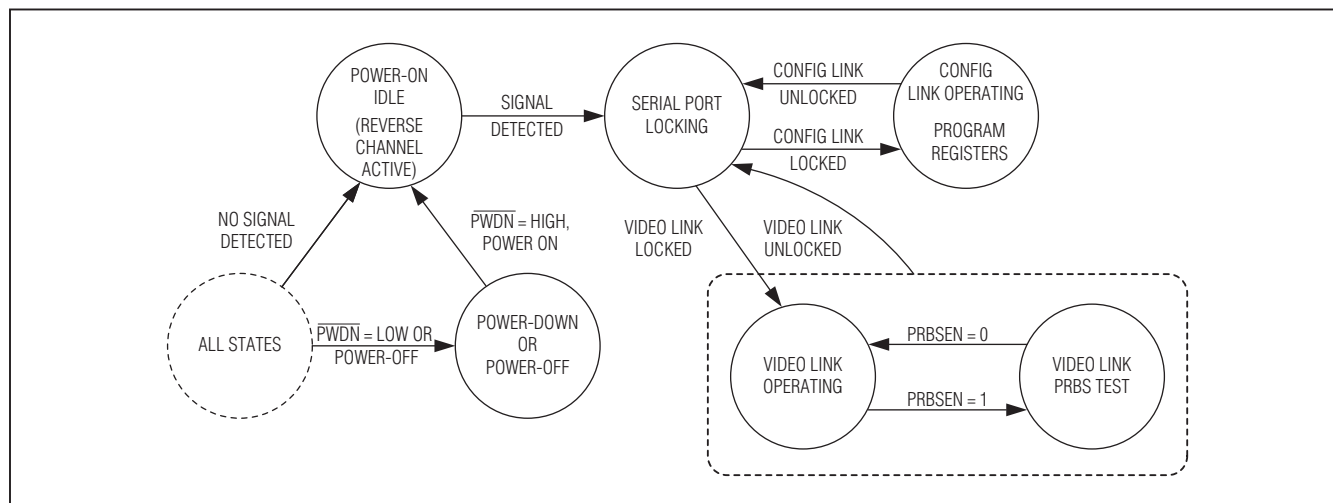 POWER-ON
IDLE
(REVERSE
CHANNEL
ACTIVE)
SIGNAL
DETECTED
SERIAL PORT
LOCKING
CONFIG LINK
UNLOCKED
CONFIG LINK
LOCKED
CONFIG
LINK OPERATING
PROGRAM
REGISTERS
NO SIGNAL
DETECTED
PWDN = HIGH,
POWER ON
VIDEO LINK
LOCKED
VIDEO LINK
UNLOCKED
ALL STATES
PWDN = LOW OR
POWER-OFF
POWER-DOWN
OR
POWER-OFF
VIDEO LINK
OPERATING
PRBSEN = 0
PRBSEN = 1
VIDEO LINK
PRBS TEST